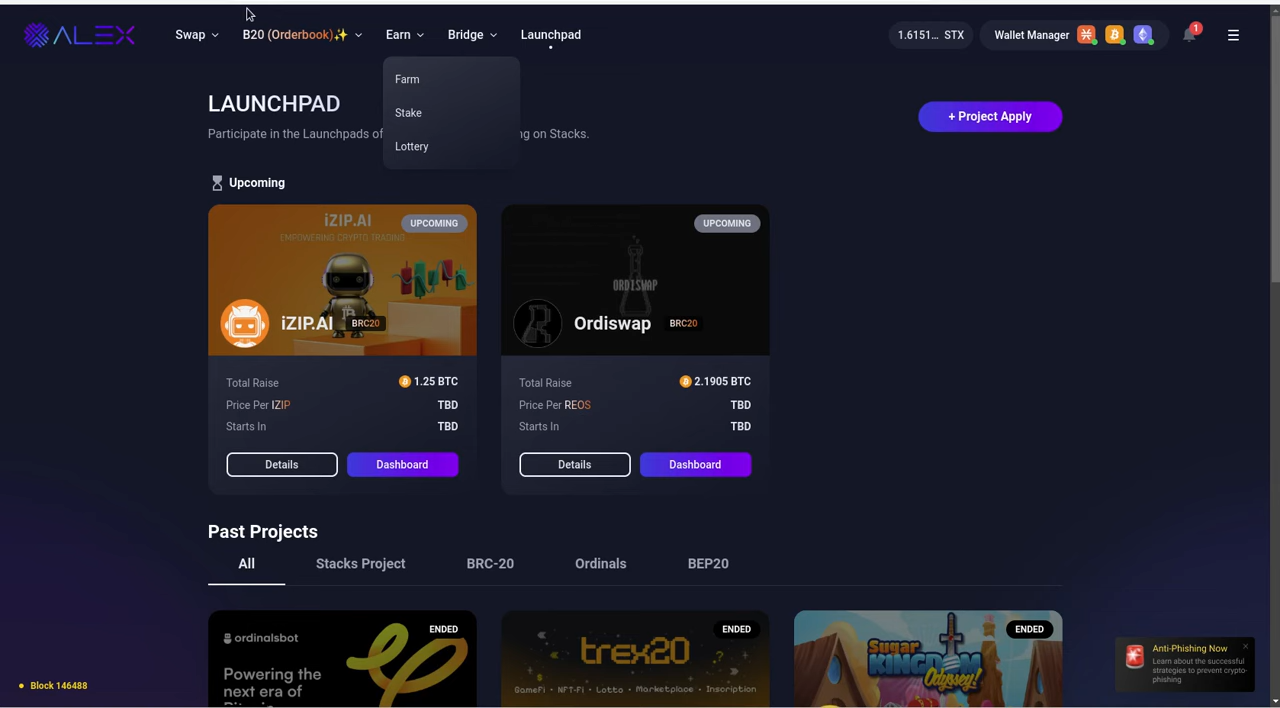 ALEX
Swap
B20 (Orderbook)✨
Earn
Bridge
Launchpad
1.6151... STX
Wallet Manager
1
Farm
Stake
Lottery
LAUNCHPAD
Participate in the Launchpads of
ng on Stacks.
+ Project Apply
Upcoming
iZIP.AI
EMPOWERING CRYPTO TRADING
UPCOMING
iZIP.AI BRC20
Total Raise 1.25 BTC
Price Per IZIP TBD
Starts In TBD
Details Dashboard
UPCOMING
ORDISWAP
Ordiswap BRC20
Total Raise 2.1905 BTC
Price Per REOS TBD
Starts In TBD
Details Dashboard
Past Projects
All Stacks Project BRC-20 Ordinals BEP20
ordinalsbot
ENDED
Powering the
next era of
ENDED
trex20
GameFi • NFT-Fi • Lotto • Marketplace • Inscription
ENDED
Sugar
KINGDOM
Odyssey!
Anti-Phishing Now
Learn about the successful
strategies to prevent crypto-
phishing
Block 146488